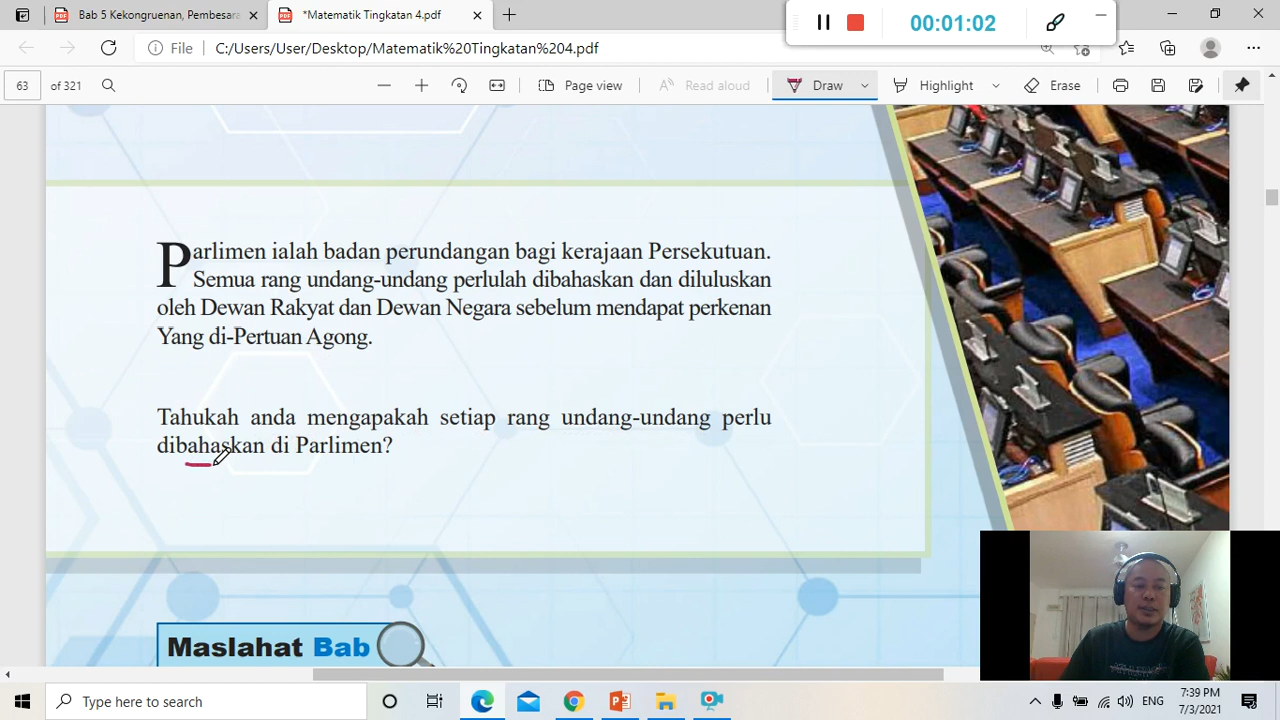 Bab 5 Kekongruenan, Pembesara
*Matematik Tingkatan 4.pdf
00:01:02
File
C:/Users/User/Desktop/Matematik%20Tingkatan%204.pdf
63 of 321
Page view
Read aloud
Draw
Highlight
Erase
Parlimen ialah badan perundangan bagi kerajaan Persekutuan.
Semua rang undang-undang perlulah dibahaskan dan diluluskan
oleh Dewan Rakyat dan Dewan Negara sebelum mendapat perkenan
Yang di-Pertuan Agong.
Tahukah anda mengapakah setiap rang undang-undang perlu
dibahaskan di Parlimen?
Maslahat Bab
Type here to search
ENG
7:39 PM
7/3/2021